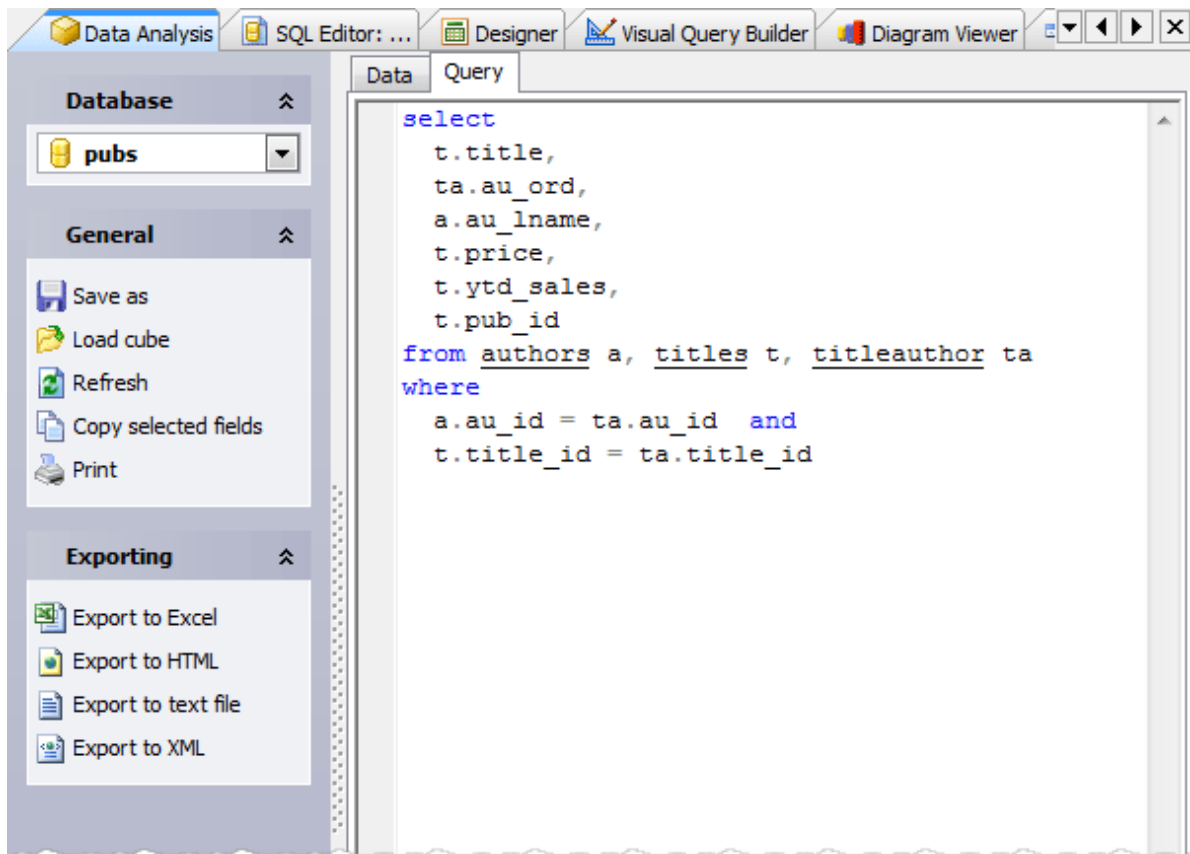 Data Analysis
SQL Editor: ...
Designer
Visual Query Builder
Diagram Viewer
Database
pubs
General
Save as
Load cube
Refresh
Copy selected fields
Print
Exporting
Export to Excel
Export to HTML
Export to text file
Export to XML
Data
Query
select
t.title,
ta.au_ord,
a.au_lname,
t.price,
t.ytd_sales,
t.pub_id
from authors a, titles t, titleauthor ta
where
a.au_id = ta.au_id  and
t.title_id = ta.title_id